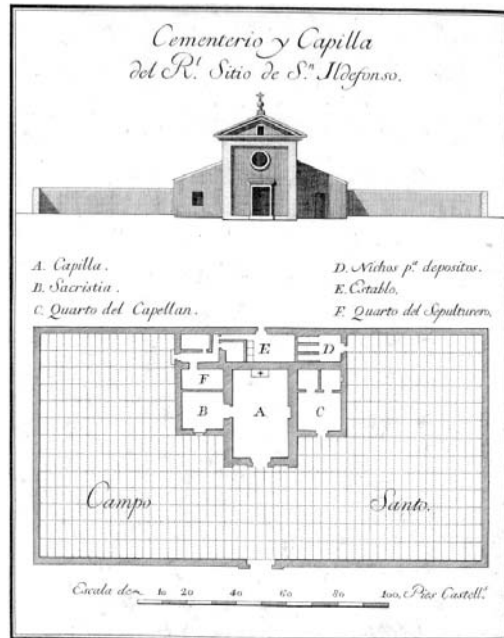 Cementerio y Capilla
del R.l Sitio de S.n Ildefonso.
A. Capilla.
B. Sacristia.
C. Quarto del Capellan.
D. Nichos p.a depositos.
E. Establo.
F. Quarto del Sepulturero.
E
D
F
B
A
C
Campo
Santo.
Escala de 10 20 40 60 80 100, Pies Castell.s